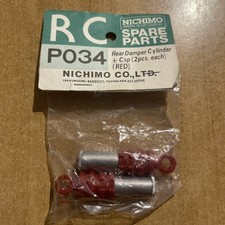 RC
NICHIMO
SPARE
PARTS
P034
Rear Damper Cylinder
+ Cap (2pcs. each)
(RED)
NICHIMO CO.,LTD.